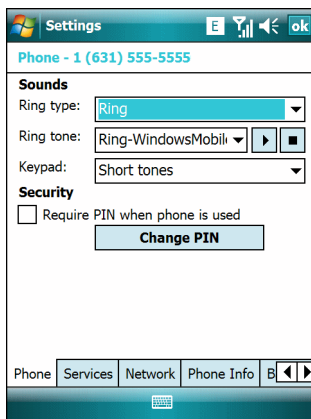 Settings E ok
Phone - 1 (631) 555-5555
Sounds
Ring type: Ring
Ring tone: Ring-WindowsMobil
Keypad: Short tones
Security
Require PIN when phone is used
Change PIN
Phone Services Network Phone Info B